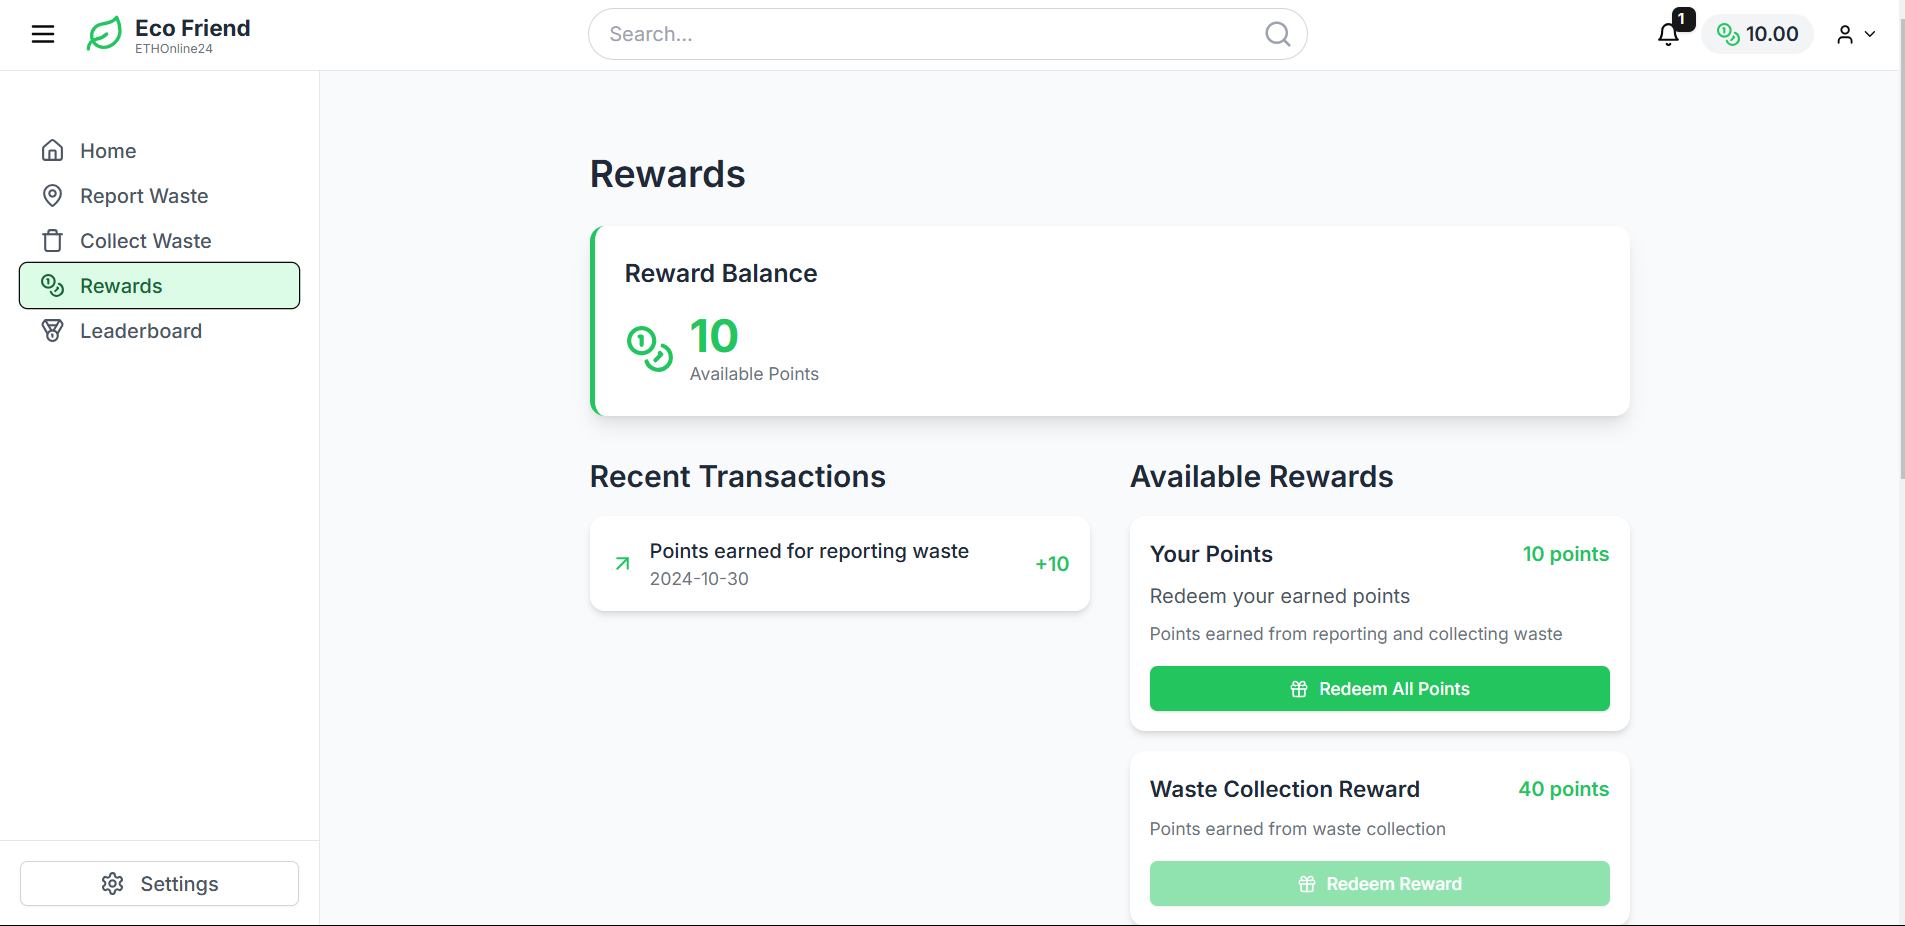 Eco Friend
ETHOnline24
Search...
1
10.00
Home
Report Waste
Collect Waste
Rewards
Leaderboard
Settings
Rewards
Reward Balance
10
Available Points
Recent Transactions
Points earned for reporting waste
2024-10-30
+10
Available Rewards
Your Points
10 points
Redeem your earned points
Points earned from reporting and collecting waste
Redeem All Points
Waste Collection Reward
40 points
Points earned from waste collection
Redeem Reward